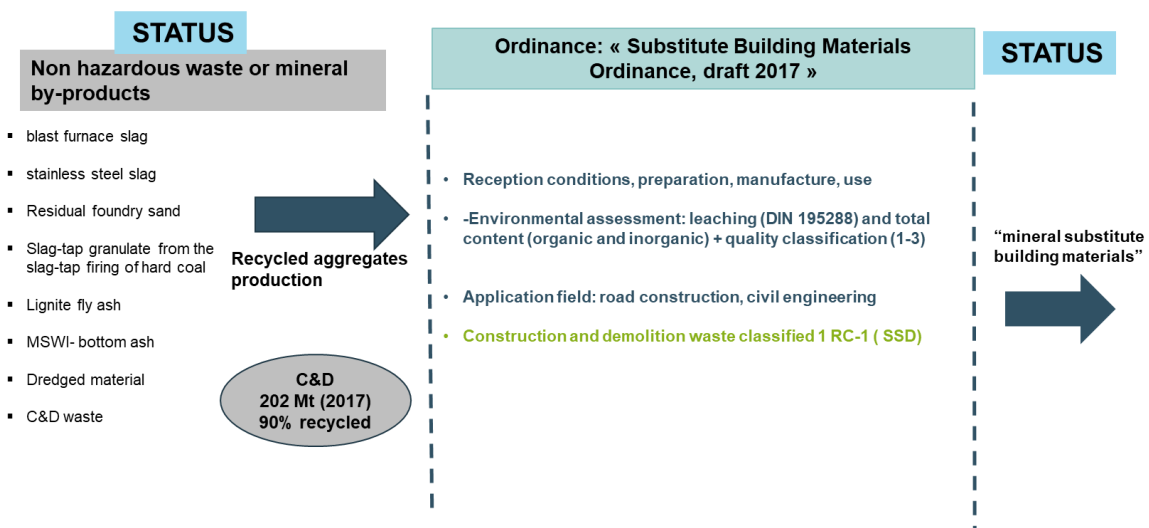 STATUS
Non hazardous waste or mineral
by-products
▪ blast furnace slag
▪ stainless steel slag
▪ Residual foundry sand
▪ Slag-tap granulate from the
slag-tap firing of hard coal
▪ Lignite fly ash
▪ MSWI- bottom ash
▪ Dredged material
▪ C&D waste
Recycled aggregates
production
C&D
202 Mt (2017)
90% recycled
Ordinance: « Substitute Building Materials
Ordinance, draft 2017 »
• Reception conditions, preparation, manufacture, use
• -Environmental assessment: leaching (DIN 195288) and total
content (organic and inorganic) + quality classification (1-3)
• Application field: road construction, civil engineering
• Construction and demolition waste classified 1 RC-1 ( SSD)
STATUS
“mineral substitute
building materials”